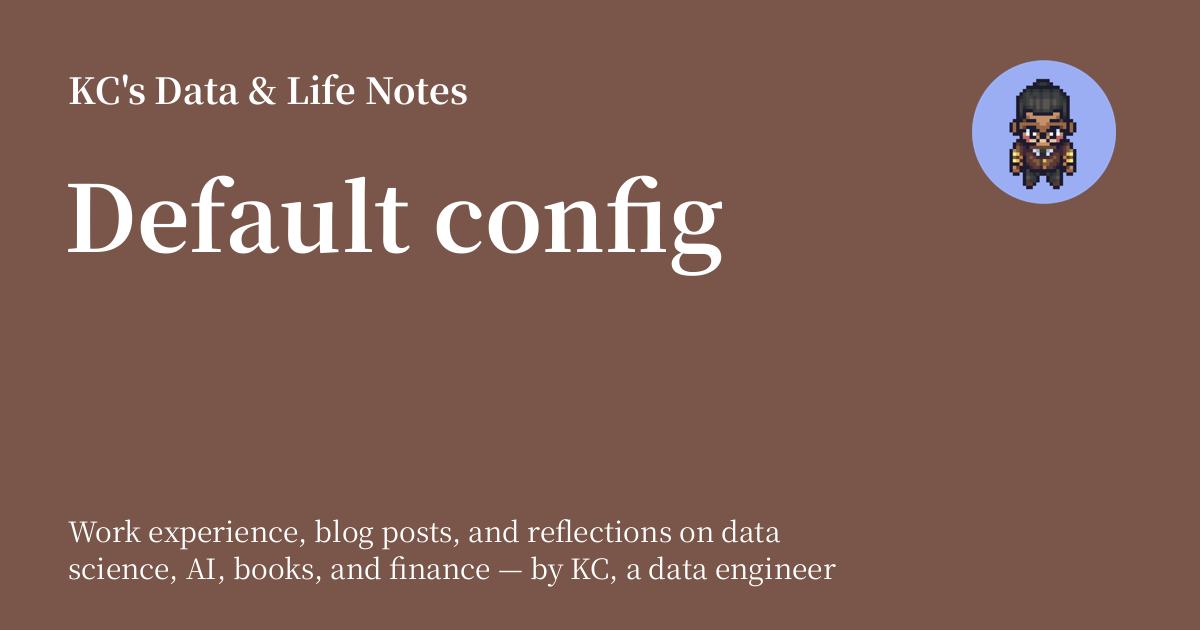 KC's Data & Life Notes
Default config
Work experience, blog posts, and reflections on data
science, AI, books, and finance — by KC, a data engineer